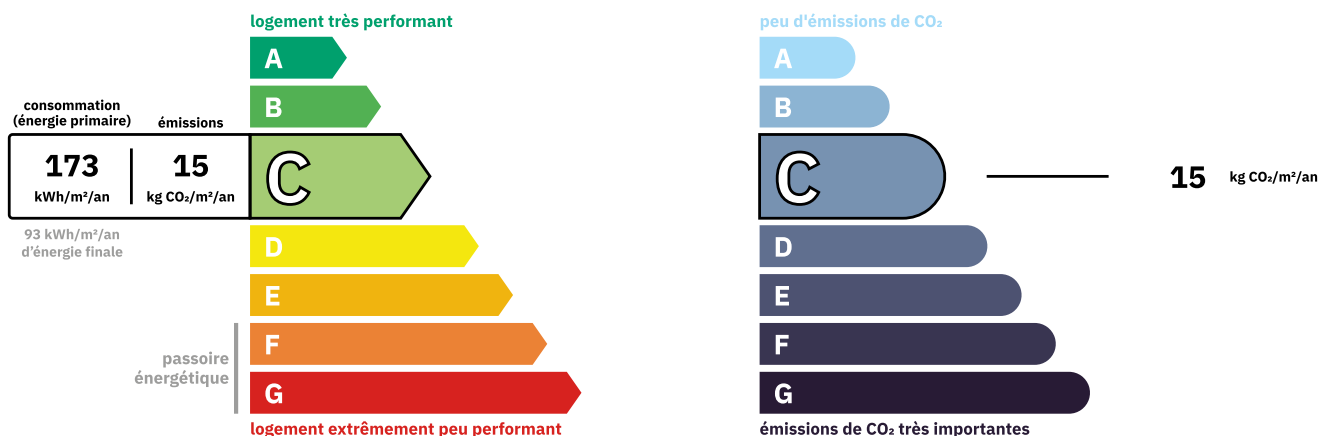 logement très performant
A
B
consommation
(énergie primaire)
émissions
173
kWh/m²/an
15
kg CO₂/m²/an
C
93 kWh/m²/an
d'énergie finale
D
E
F
passoire
énergétique
G
logement extrêmement peu performant
peu d'émissions de CO₂
A
B
C
15
kg CO₂/m²/an
D
E
F
G
émissions de CO₂ très importantes